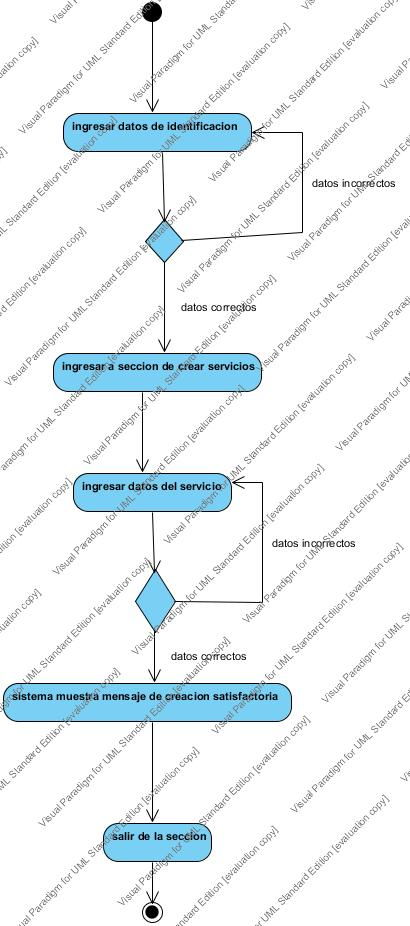 ingresar datos de identificacion
datos incorrectos
datos correctos
ingresar a seccion de crear servicios
ingresar datos del servicio
datos incorrectos
datos correctos
sistema muestra mensaje de creacion satisfactoria
salir de la seccion
Visual Paradigm for UML Standard Edition [evaluation copy]